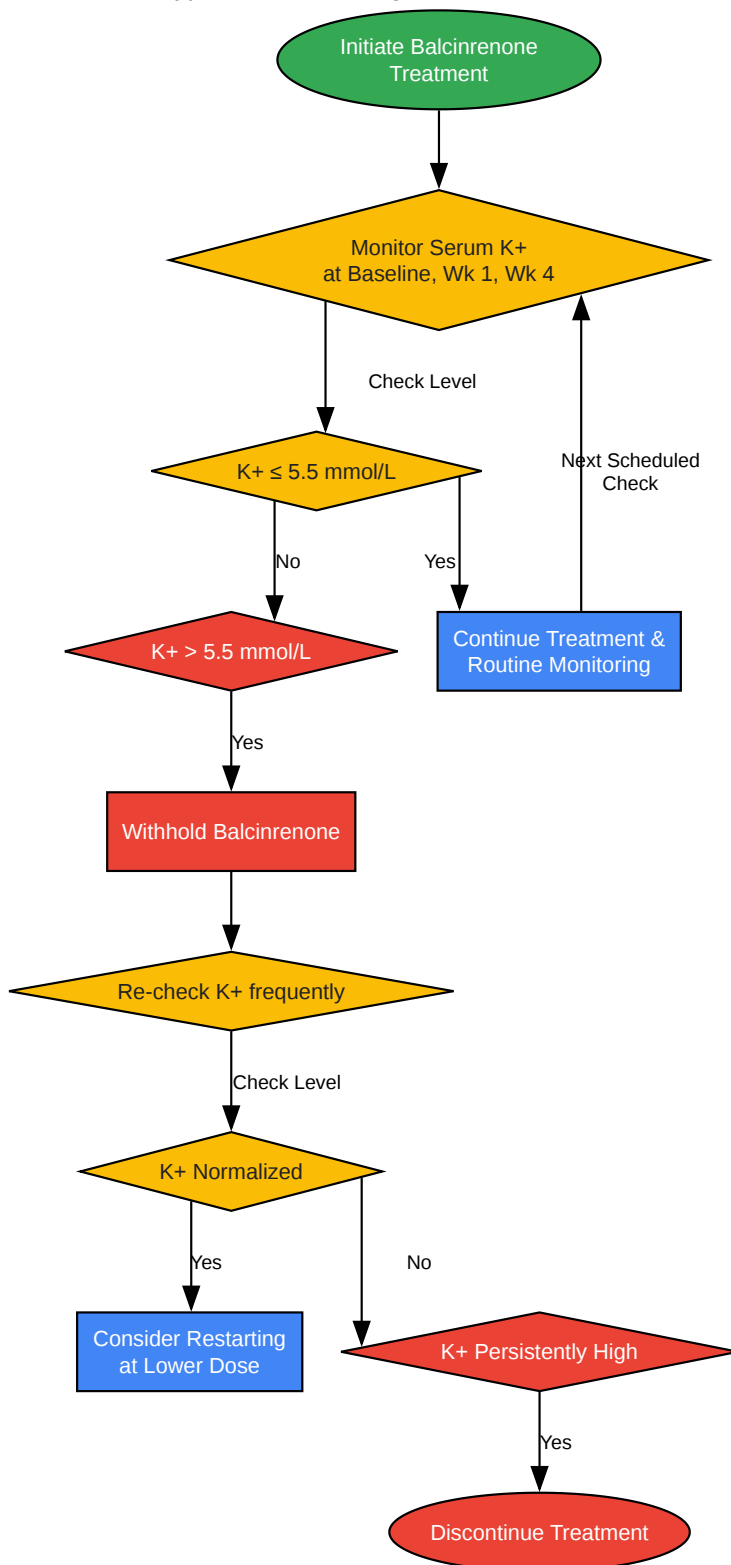 Initiate Balcinrenone
Treatment
Monitor Serum K+
at Baseline, Wk 1, Wk 4
Check Level
K+ ≤ 5.5 mmol/L
Next Scheduled
Check
No
Yes
K+ > 5.5 mmol/L
Continue Treatment &
Routine Monitoring
Yes
Withhold Balcinrenone
Re-check K+ frequently
Check Level
K+ Normalized
Yes
No
Consider Restarting
at Lower Dose
K+ Persistently High
Yes
Discontinue Treatment